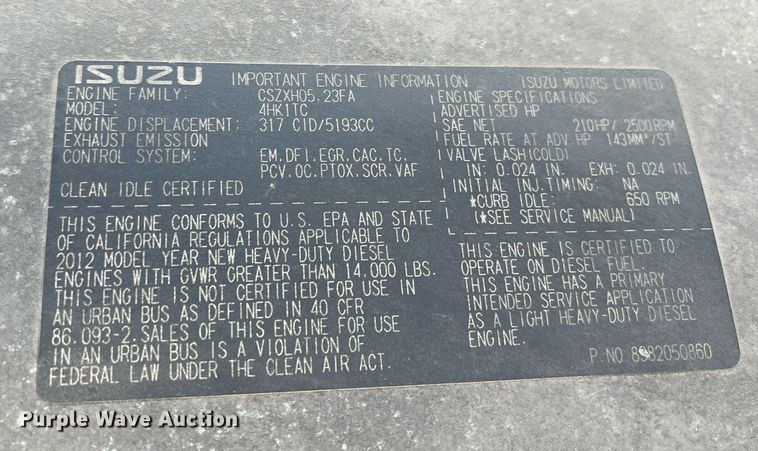 ISUZU IMPORTANT ENGINE INFORMATION ISUZU MOTORS LIMITED
ENGINE FAMILY: CSZXH05.23FA
MODEL: 4HK1TC
ENGINE DISPLACEMENT: 317 CID/5193CC
EXHAUST EMISSION
CONTROL SYSTEM: EM.DFI.EGR.CAC.TC.
PCV.OC.PTOX.SCR.VAF
CLEAN IDLE CERTIFIED
ENGINE SPECIFICATIONS
ADVERTISED HP
SAE NET 210HP/ 2500RPM
FUEL RATE AT ADV.HP 143MM³/ST
VALVE LASH(COLD)
IN: 0.024 IN. EXH: 0.024 IN.
INITIAL INJ.TIMING: NA
*CURB IDLE: 650 RPM
(*SEE SERVICE MANUAL)
THIS ENGINE CONFORMS TO U.S. EPA AND STATE
OF CALIFORNIA REGULATIONS APPLICABLE TO
2012 MODEL YEAR NEW HEAVY-DUTY DIESEL
ENGINES WITH GVWR GREATER THAN 14.000 LBS.
THIS ENGINE IS NOT CERTIFIED FOR USE IN
AN URBAN BUS AS DEFINED IN 40 CFR
86.093-2.SALES OF THIS ENGINE FOR USE
IN AN URBAN BUS IS A VIOLATION OF
FEDERAL LAW UNDER THE CLEAN AIR ACT.
THIS ENGINE IS CERTIFIED TO
OPERATE ON DIESEL FUEL.
THIS ENGINE HAS A PRIMARY
INTENDED SERVICE APPLICATION
AS A LIGHT HEAVY-DUTY DIESEL
ENGINE.
P.NO 8982050860
Purple Wave Auction